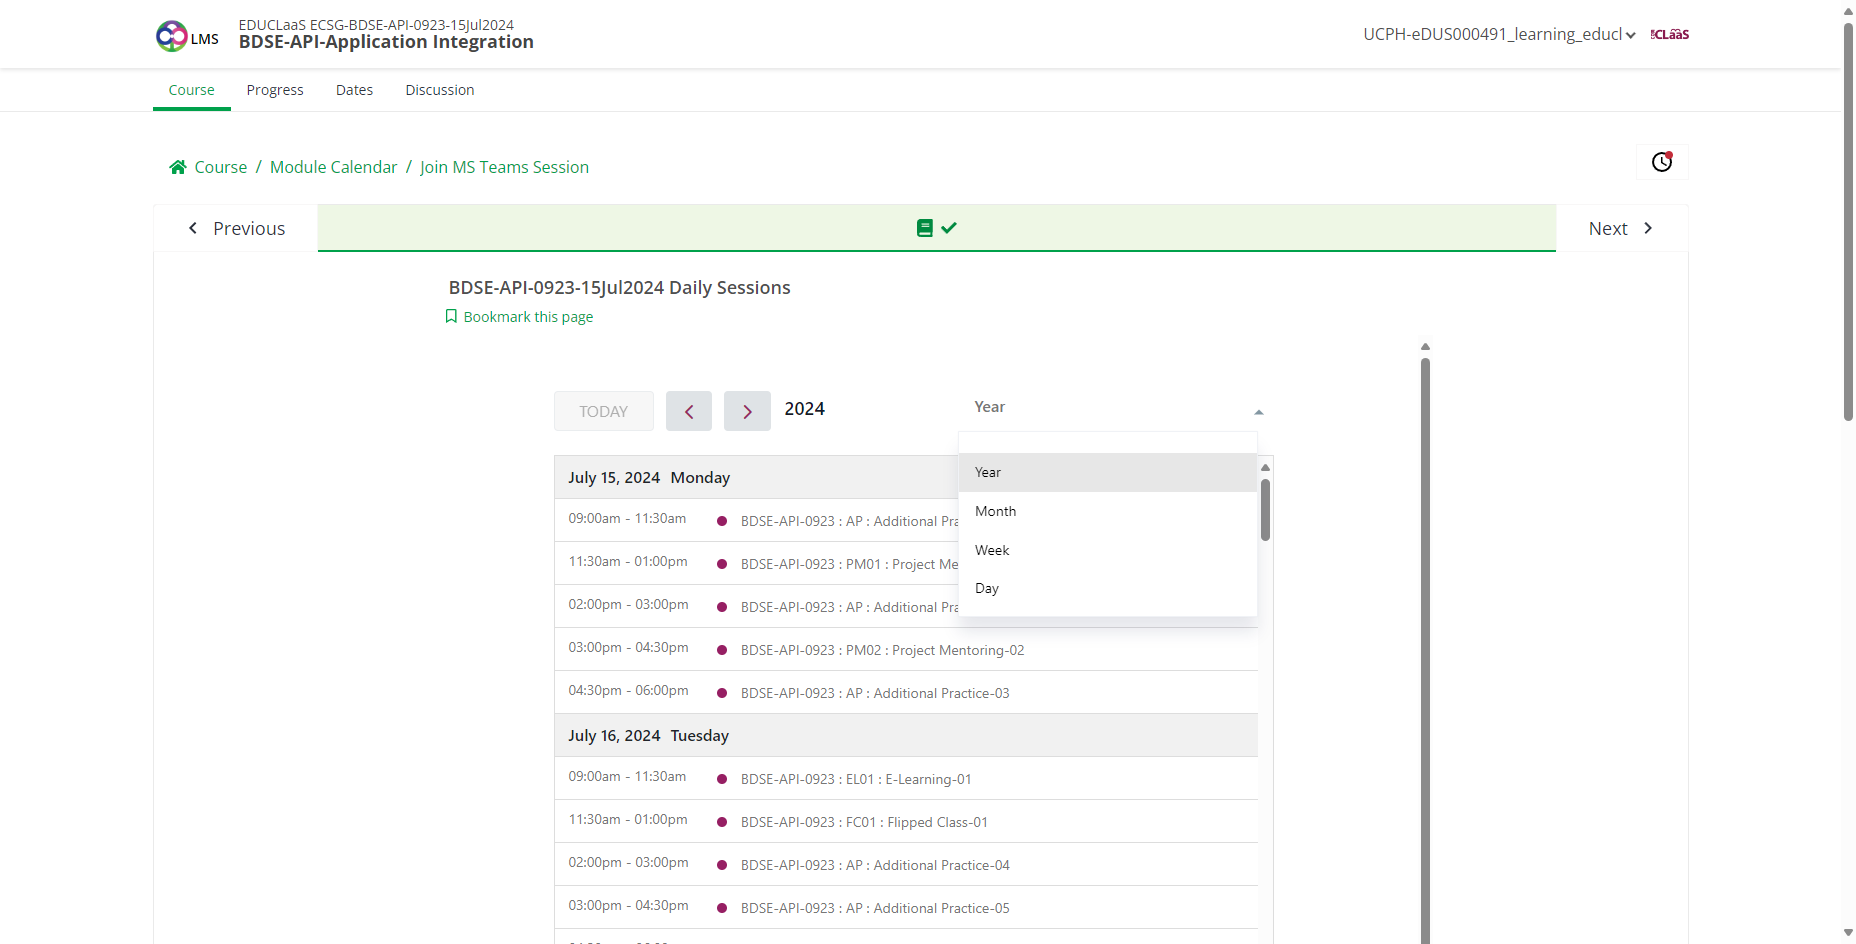 LMS
EDUCLaaS ECSG-BDSE-API-0923-15Jul2024
BDSE-API-Application Integration
UCPH-eDUS000491_learning_educl
CLaaS
Course
Progress
Dates
Discussion
Course / Module Calendar / Join MS Teams Session
Previous
Next
BDSE-API-0923-15Jul2024 Daily Sessions
Bookmark this page
TODAY
2024
Year
Year
Month
Week
Day
July 15, 2024 Monday
09:00am - 11:30am BDSE-API-0923 : AP : Additional Pra
11:30am - 01:00pm BDSE-API-0923 : PM01 : Project Me
02:00pm - 03:00pm BDSE-API-0923 : AP : Additional Pra
03:00pm - 04:30pm BDSE-API-0923 : PM02 : Project Mentoring-02
04:30pm - 06:00pm BDSE-API-0923 : AP : Additional Practice-03
July 16, 2024 Tuesday
09:00am - 11:30am BDSE-API-0923 : EL01 : E-Learning-01
11:30am - 01:00pm BDSE-API-0923 : FC01 : Flipped Class-01
02:00pm - 03:00pm BDSE-API-0923 : AP : Additional Practice-04
03:00pm - 04:30pm BDSE-API-0923 : AP : Additional Practice-05